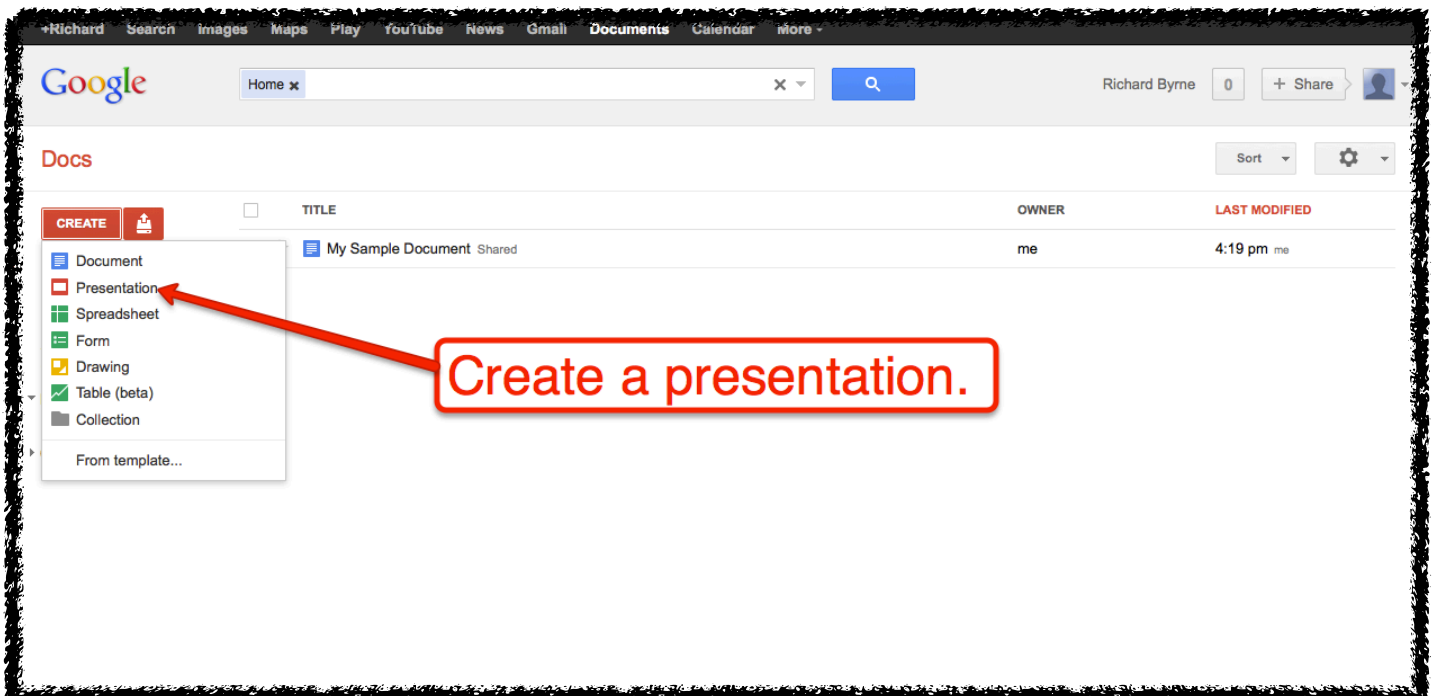 +Richard Search Images Maps Play YouTube News Gmail Documents Calendar More
Google Home x Richard Byrne 0 + Share
Docs Sort
CREATE TITLE OWNER LAST MODIFIED
My Sample Document Shared me 4:19 pm me
Document
Presentation
Spreadsheet
Form
Drawing
Table (beta)
Collection
From template...
Create a presentation.